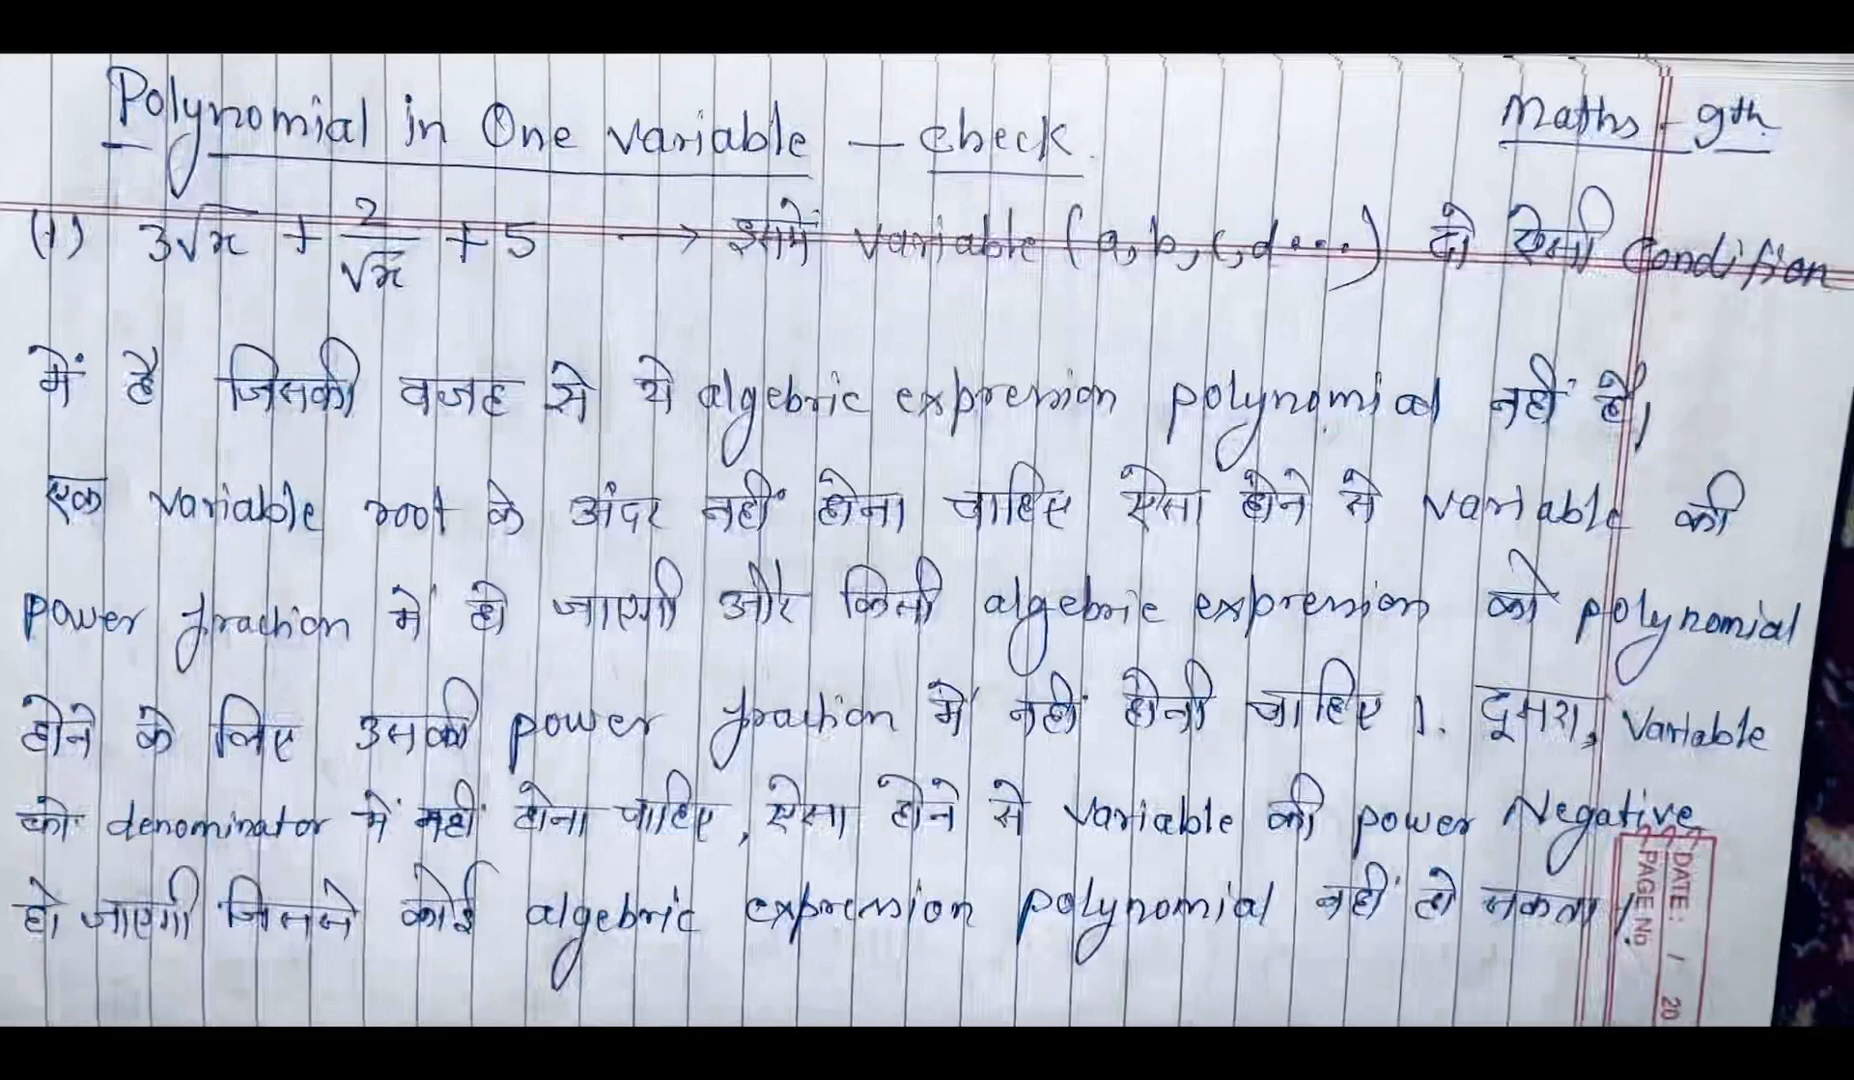 Polynomial in One variable — check.
Maths - 9th
(1) 3√x + 2/√x + 5 → इसमें variable (a, b, c, d....) दो ऐसी condition
में है जिसकी वजह से ये algebric expression polynomial नहीं है,
एक variable root के अंदर नहीं होना चाहिए ऐसा होने से variable की
power fraction में हो जाएगी और किसी algebric expression को polynomial
होने के लिए उसकी power fraction में नहीं होनी चाहिए।. दूसरा, variable
को denominator में नहीं होना चाहिए, ऐसा होने से variable की power Negative
हो जाएगी जिससे कोई algebric expression polynomial नहीं हो सकता।.
DATE: / 20
PAGE No